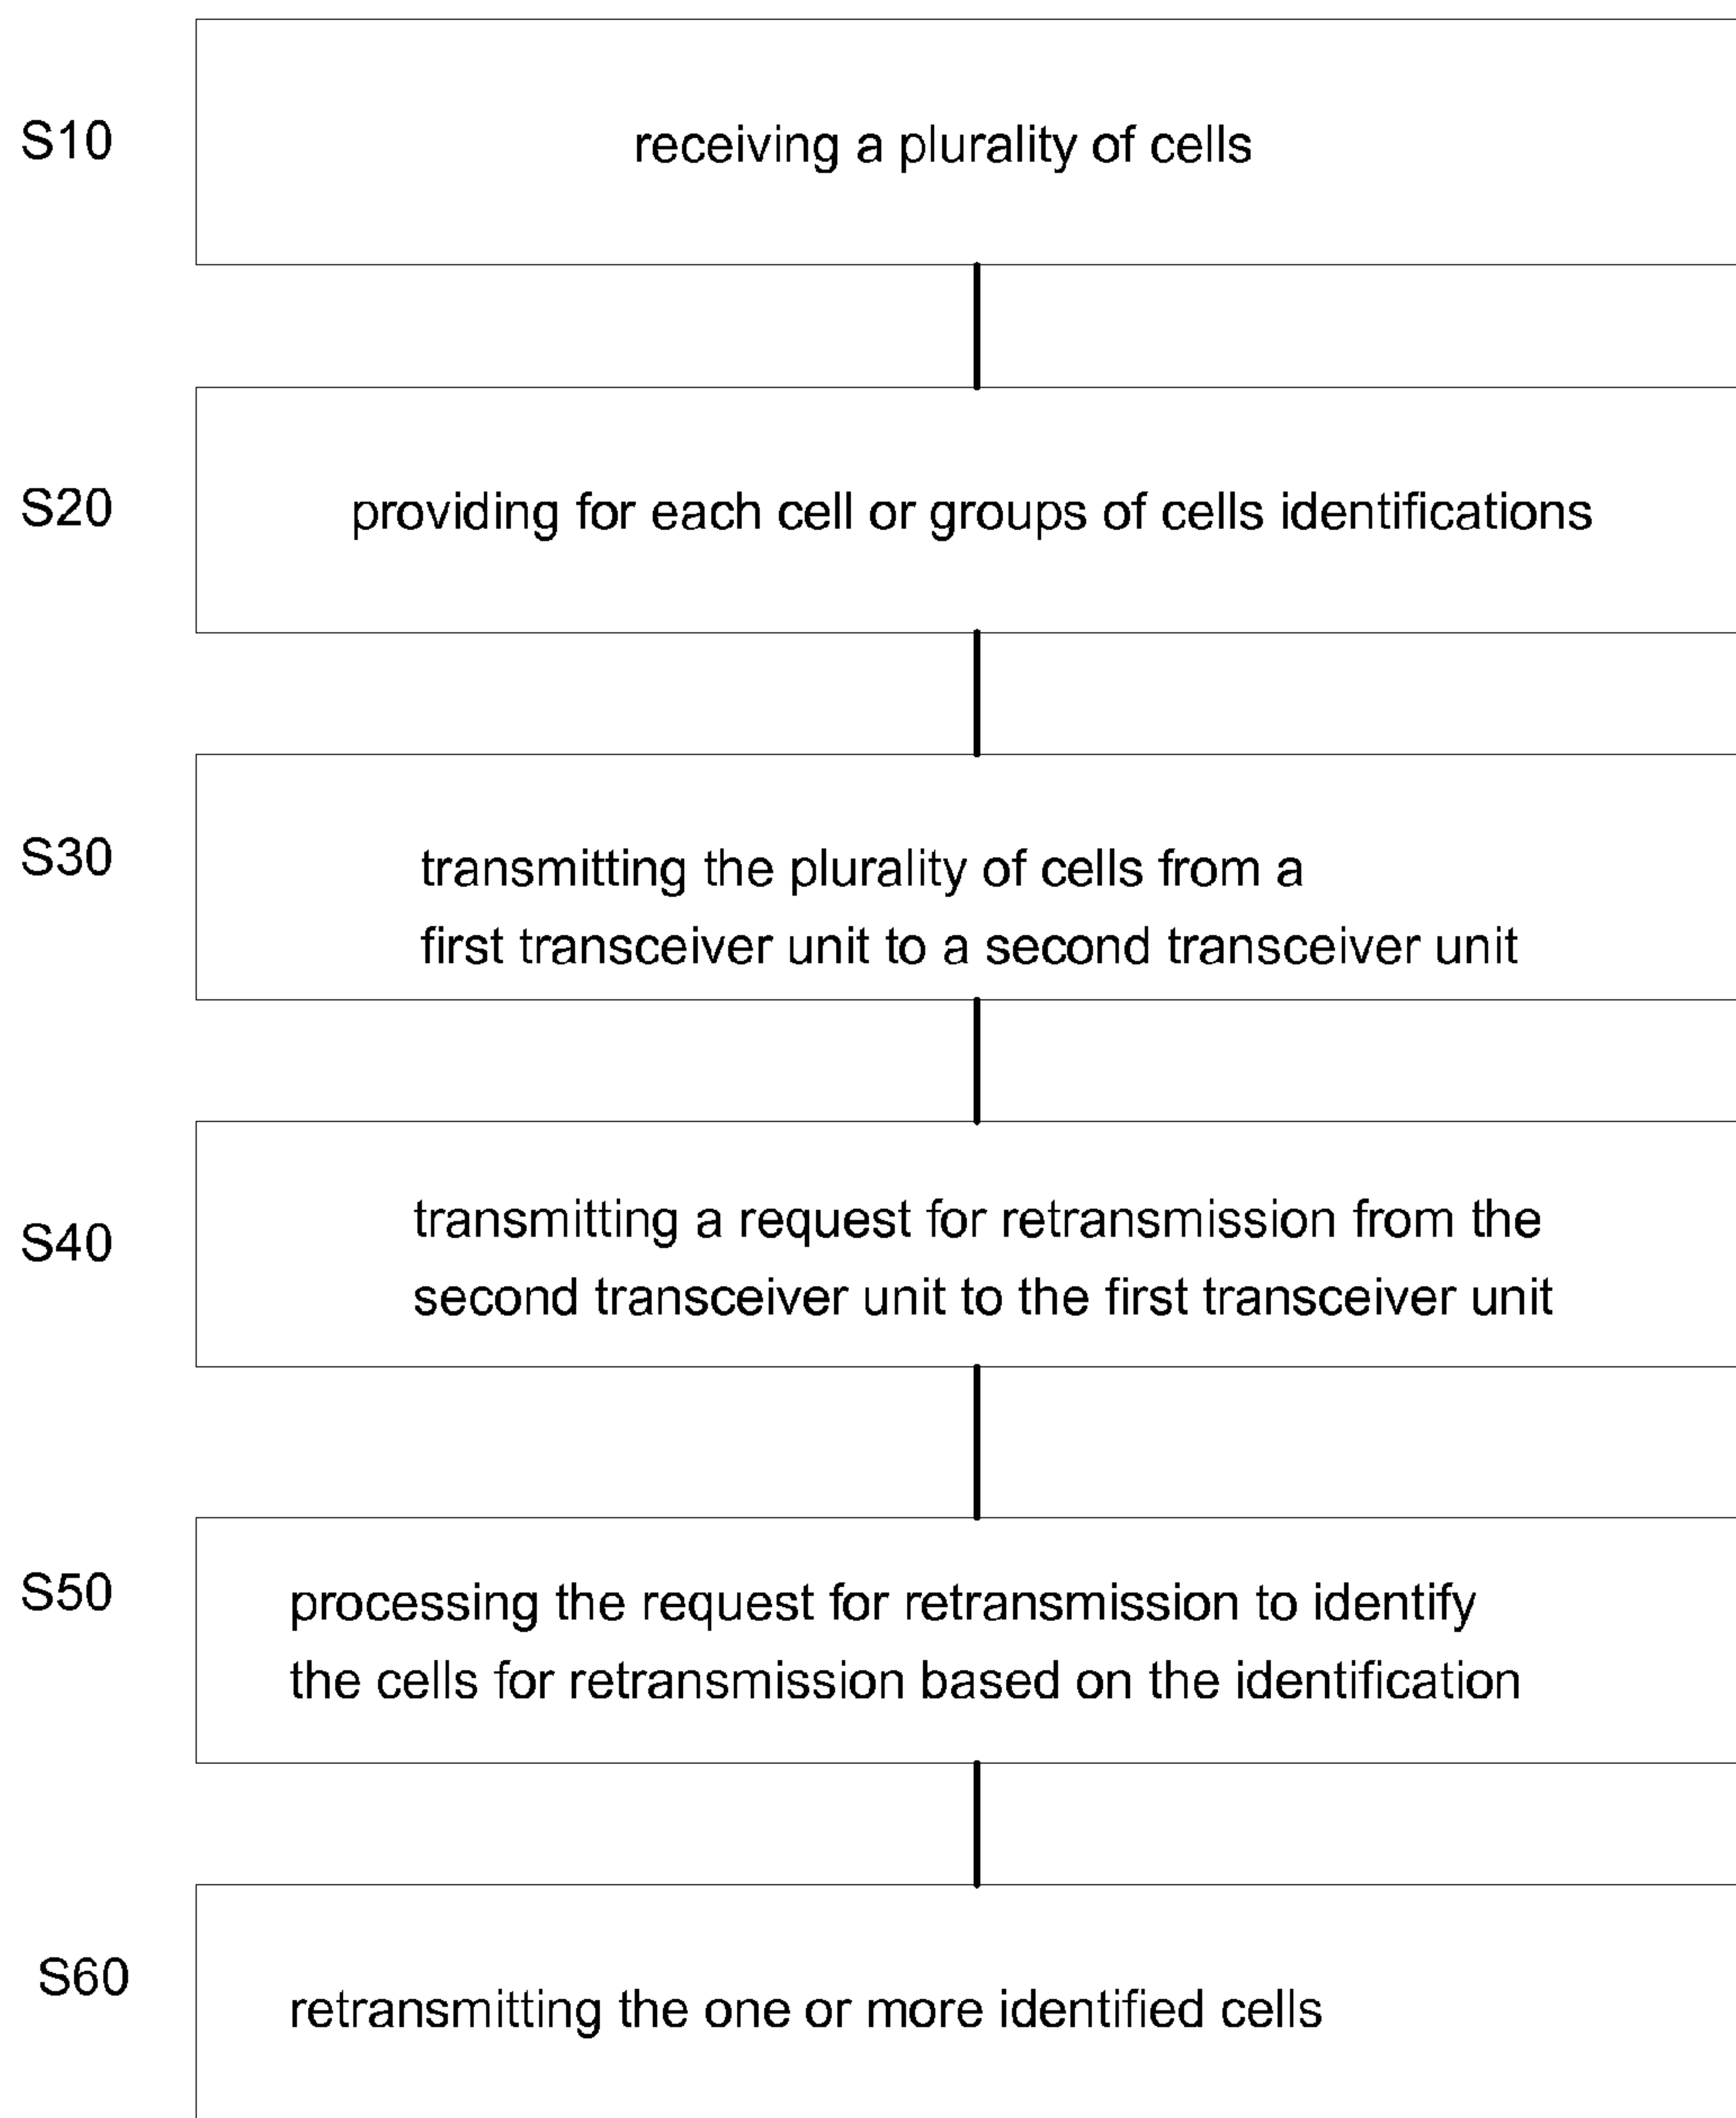 S10
receiving a plurality of cells
S20
providing for each cell or groups of cells identifications
S30
transmitting the plurality of cells from a
first transceiver unit to a second transceiver unit
S40
transmitting a request for retransmission from the
second transceiver unit to the first transceiver unit
S50
processing the request for retransmission to identify
the cells for retransmission based on the identification
S60
retransmitting the one or more identified cells